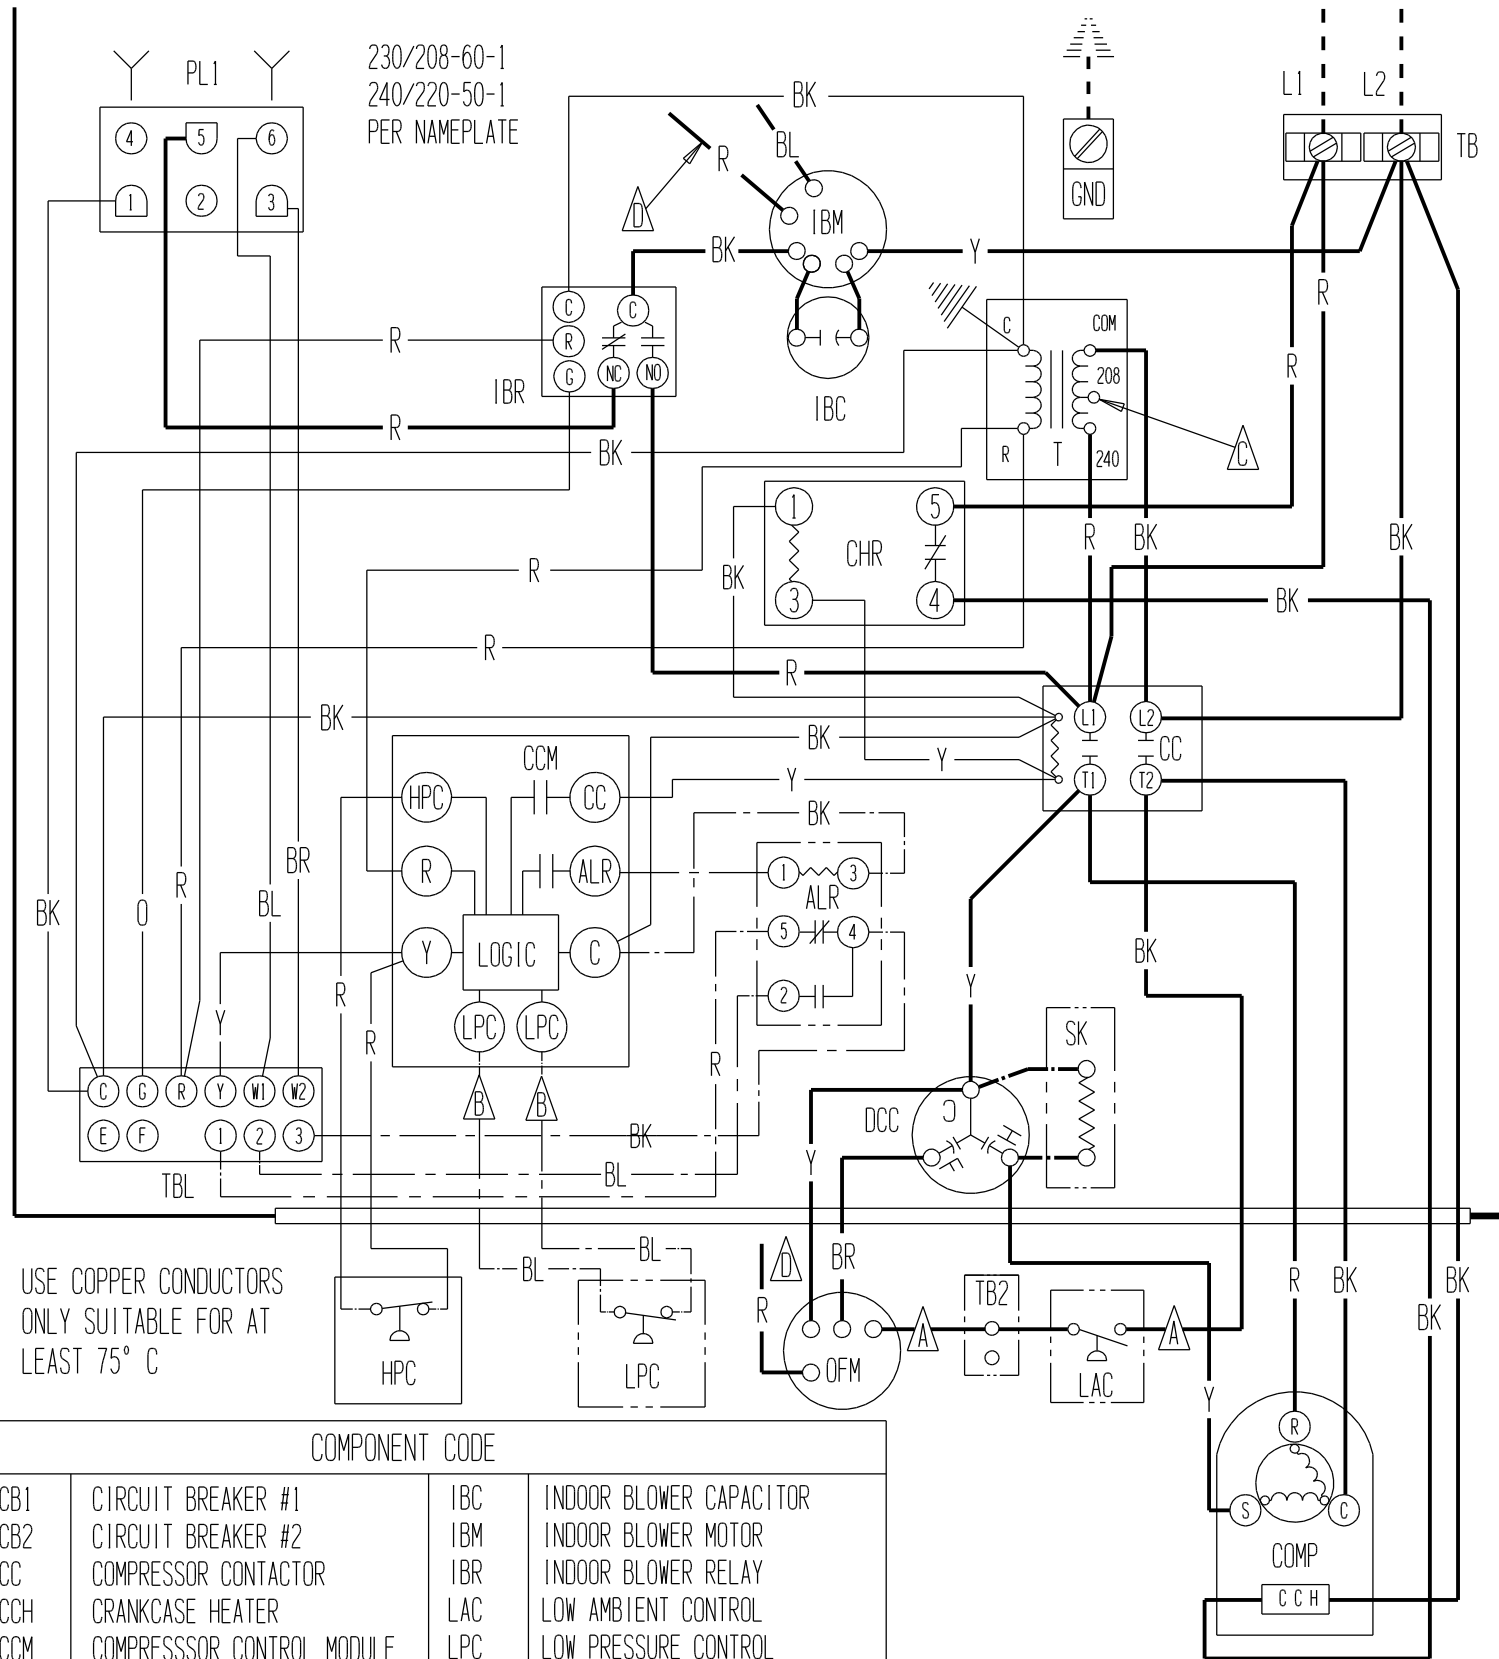 230/208-60-1
240/220-50-1
PER NAMEPLATE
PL1
4 5 6
1 2 3
L1 L2
TB
GND
BK
BL
R
D
IBM
BK
Y
IBC
C
R
G
C
NC NO
IBR
R
R
BK
C COM
208
R T 240
C
R
R
1 5
CHR
3 4
BK
R
BK
BK
R
BK
R
R
BK
BK
Y
Y
L1 L2
CC
T1 T2
CCM
HPC CC
R ALR
Y LOGIC C
LPC LPC
BK
1 3
ALR
5 4
2
BK
O
R
BL
BR
Y
R
R
R
B B
C G R Y W1 W2
E F 1 2 3
TBL
BK
BL
Y
BK
SK
DCC
C
F
H
Y
BR
D
R
BL
BL
OFM
A
TB2
A
LAC
HPC
LPC
R
BK
BK
BK
Y
USE COPPER CONDUCTORS
ONLY SUITABLE FOR AT
LEAST 75° C
R
S C
COMP
CCH
COMPONENT CODE
CB1 CIRCUIT BREAKER #1 IBC INDOOR BLOWER CAPACITOR
CB2 CIRCUIT BREAKER #2 IBM INDOOR BLOWER MOTOR
CC COMPRESSOR CONTACTOR IBR INDOOR BLOWER RELAY
CCH CRANKCASE HEATER LAC LOW AMBIENT CONTROL
CCM COMPRESSSOR CONTROL MODULE LPC LOW PRESSURE CONTROL